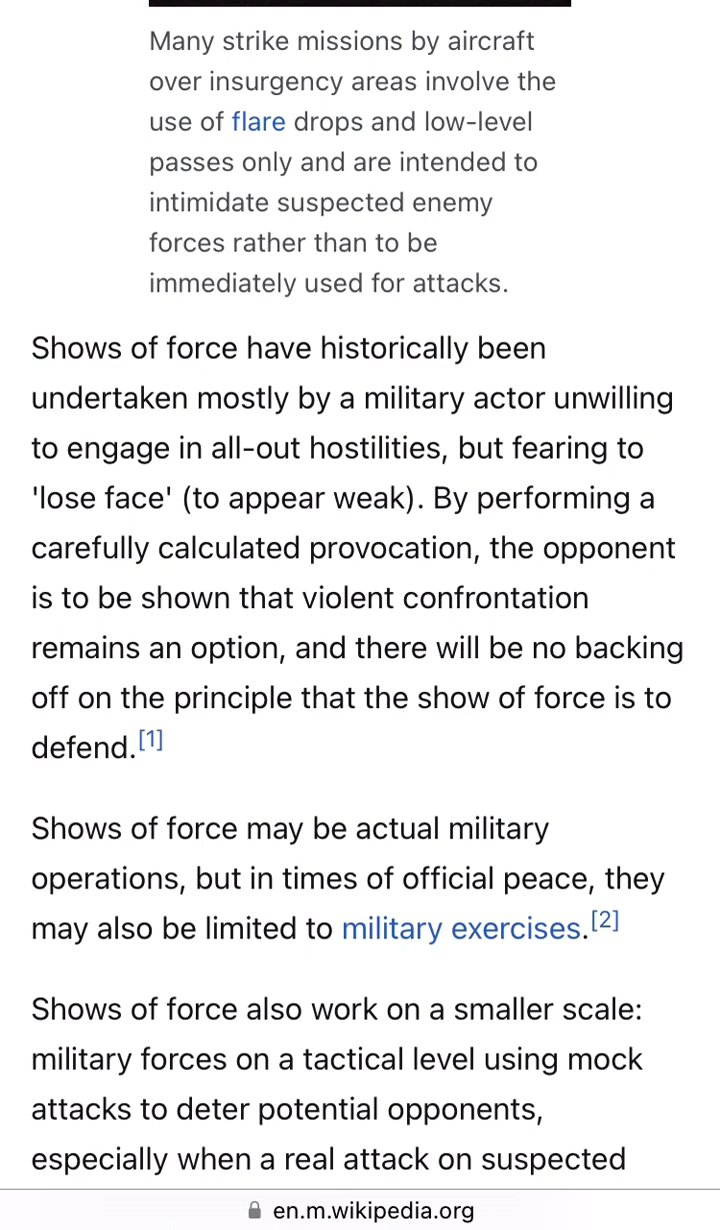 Many strike missions by aircraft
over insurgency areas involve the
use of flare drops and low-level
passes only and are intended to
intimidate suspected enemy
forces rather than to be
immediately used for attacks.
Shows of force have historically been
undertaken mostly by a military actor unwilling
to engage in all-out hostilities, but fearing to
'lose face' (to appear weak). By performing a
carefully calculated provocation, the opponent
is to be shown that violent confrontation
remains an option, and there will be no backing
off on the principle that the show of force is to
defend.[1]
Shows of force may be actual military
operations, but in times of official peace, they
may also be limited to military exercises.[2]
Shows of force also work on a smaller scale:
military forces on a tactical level using mock
attacks to deter potential opponents,
especially when a real attack on suspected
en.m.wikipedia.org